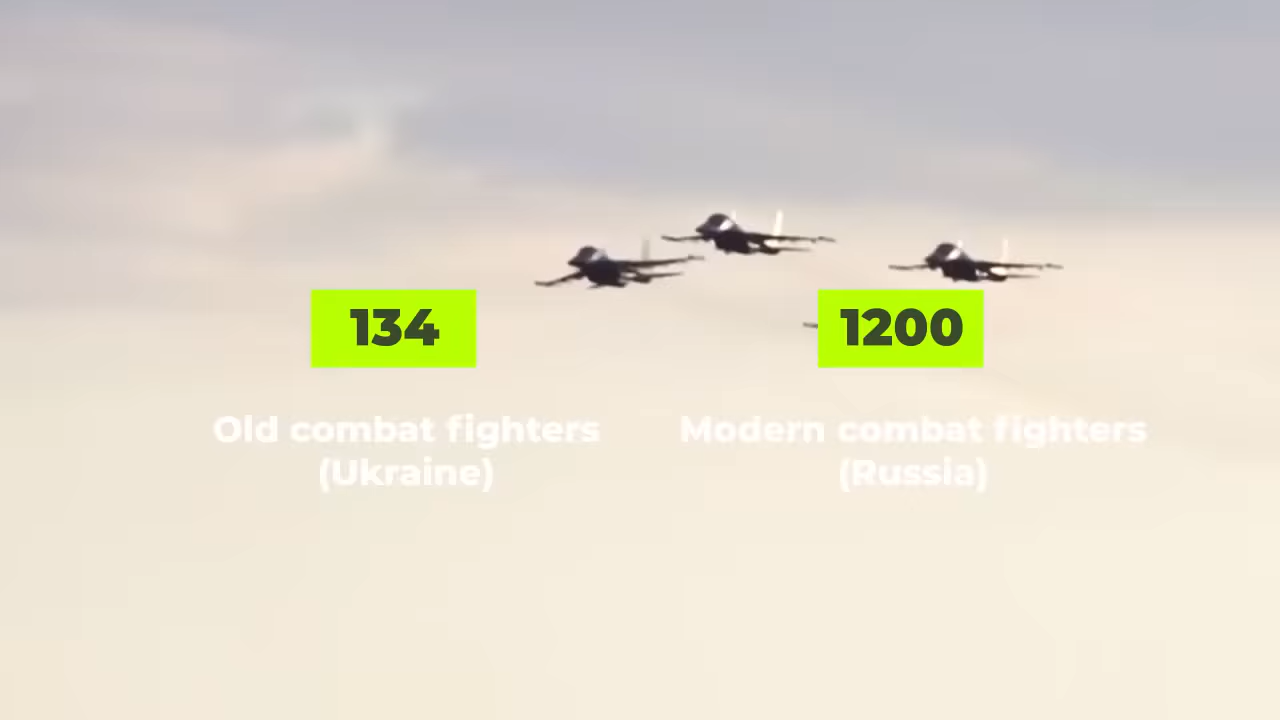 134
1200
Old combat fighters
(Ukraine)
Modern combat fighters
(Russia)